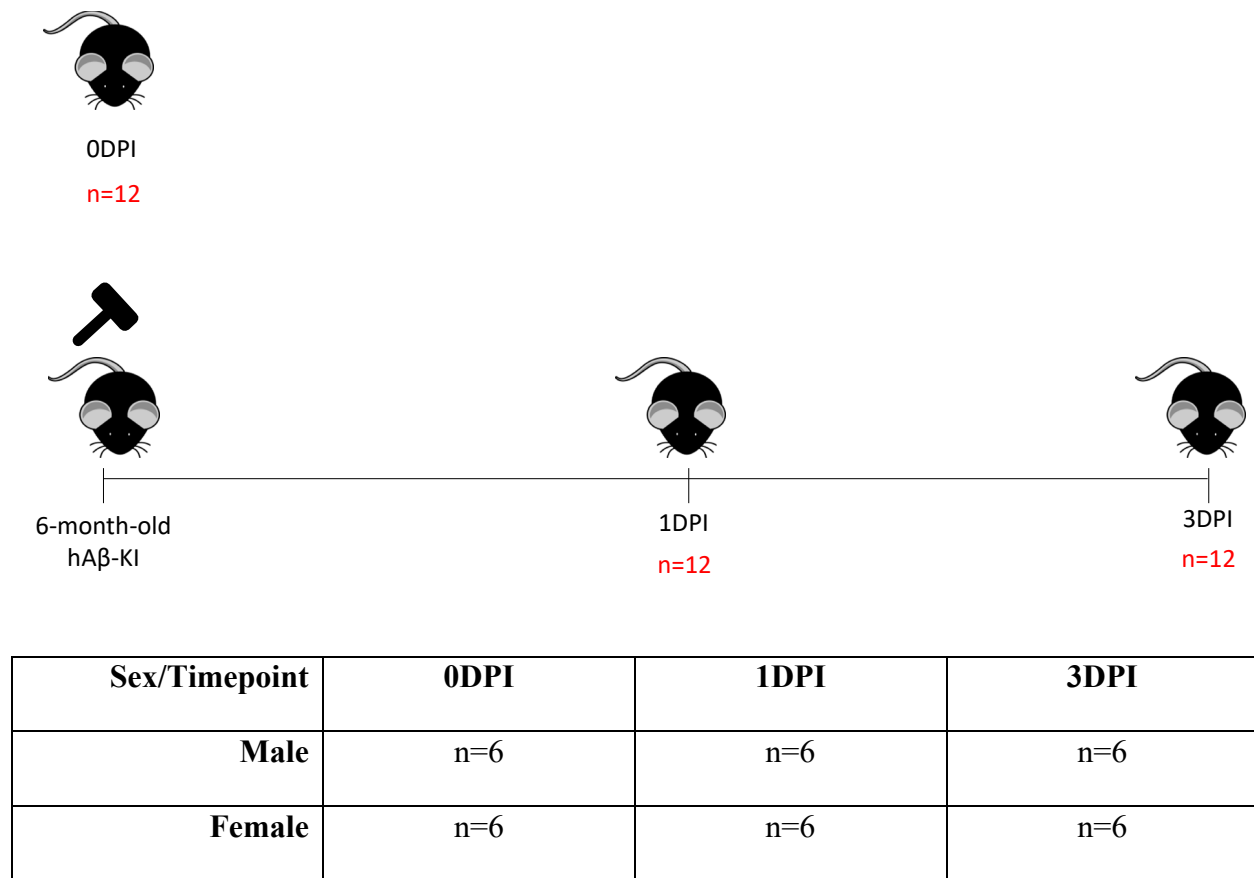 0DPI
n=12
6-month-old
hAβ-KI
1DPI
n=12
3DPI
n=12
Sex/Timepoint 0DPI 1DPI 3DPI
Male n=6 n=6 n=6
Female n=6 n=6 n=6